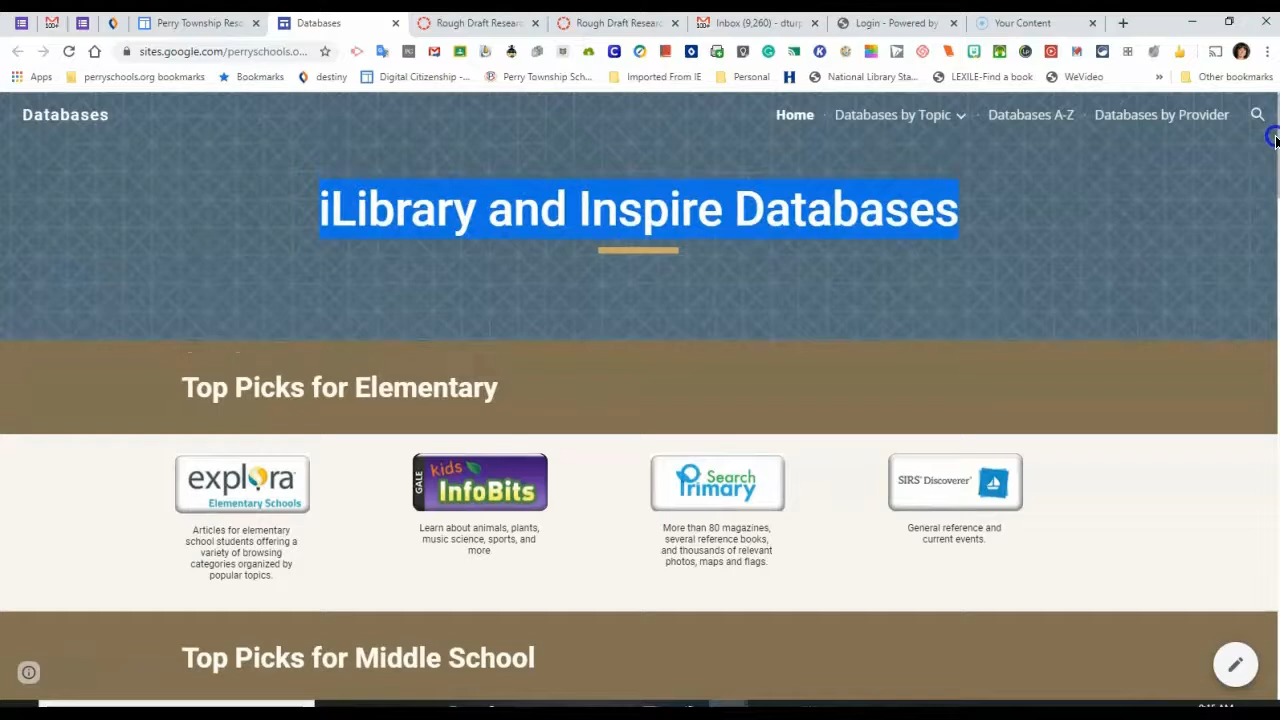 Perry Township Reso
Databases
Rough Draft Resear
Rough Draft Resear
Inbox (9,260) - dturp
Login - Powered by
Your Content
sites.google.com/perryschools.o...
Apps
perryschools.org bookmarks
Bookmarks
destiny
Digital Citizenship -...
Perry Township Sch...
Imported From IE
Personal
National Library Sta...
LEXILE-Find a book
WeVideo
»
Other bookmarks
Databases
Home
Databases by Topic
Databases A-Z
Databases by Provider
iLibrary and Inspire Databases
Top Picks for Elementary
explora
Elementary Schools
Articles for elementary
school students offering a
variety of browsing
categories organized by
popular topics.
GALE
kids
InfoBits
Learn about animals, plants,
music science, sports, and
more
Search
Primary
More than 80 magazines,
several reference books,
and thousands of relevant
photos, maps and flags.
SIRS Discoverer
General reference and
current events.
Top Picks for Middle School